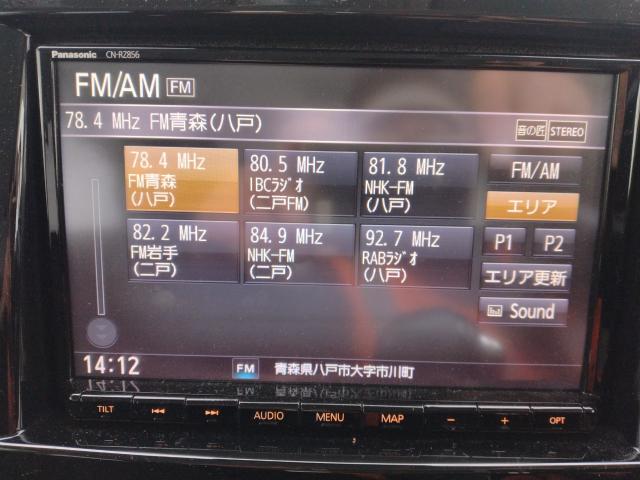 Panasonic CN-RZ856
FM/AM FM
78.4 MHz FM青森(八戸)
音の匠 STEREO
78.4 MHz
FM青森
(八戸)
80.5 MHz
IBCラジオ
(二戸FM)
81.8 MHz
NHK-FM
(八戸)
FM/AM
エリア
82.2 MHz
FM岩手
(二戸)
84.9 MHz
NHK-FM
(二戸)
92.7 MHz
RABラジオ
(八戸)
P1 P2
エリア更新
Sound
14:12 FM 青森県八戸市大字市川町
TILT AUDIO MENU MAP − + OPT